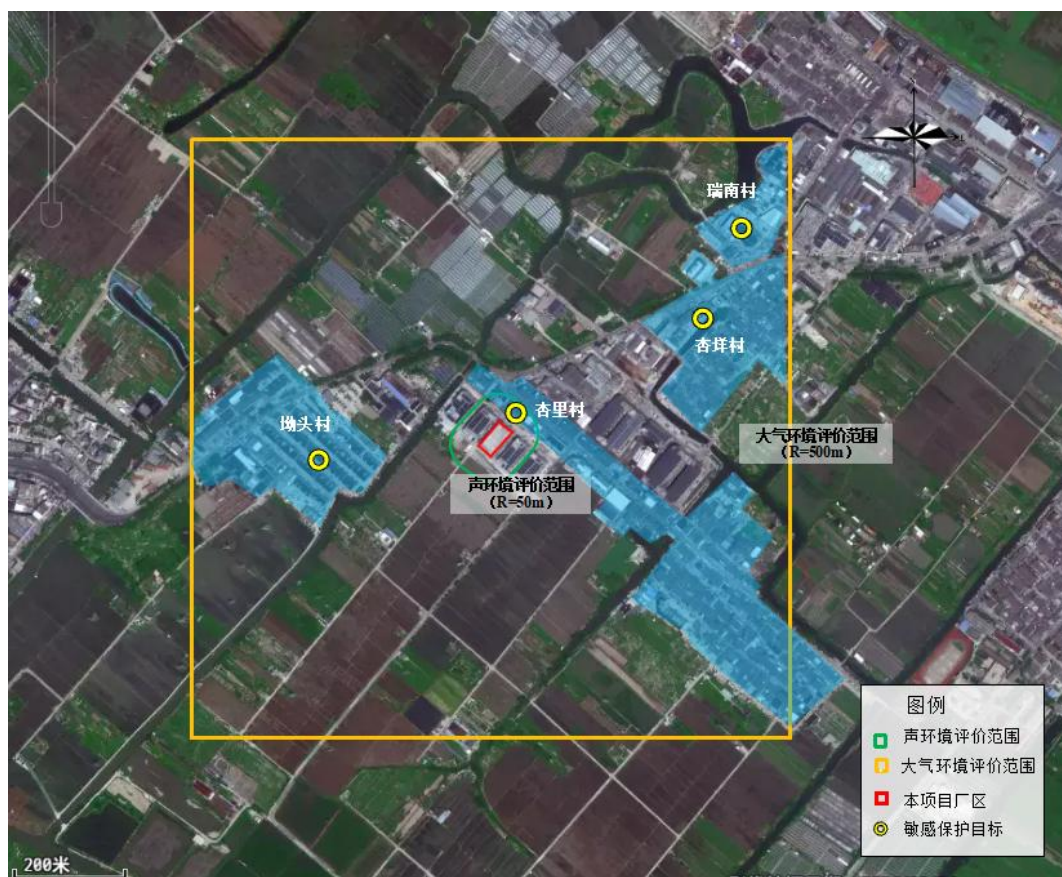 瑞南村
杏垟村
杏里村
坳头村
大气环境评价范围
（R=500m）
声环境评价范围
（R=50m）
图例
声环境评价范围
大气环境评价范围
本项目厂区
敏感保护目标
200米